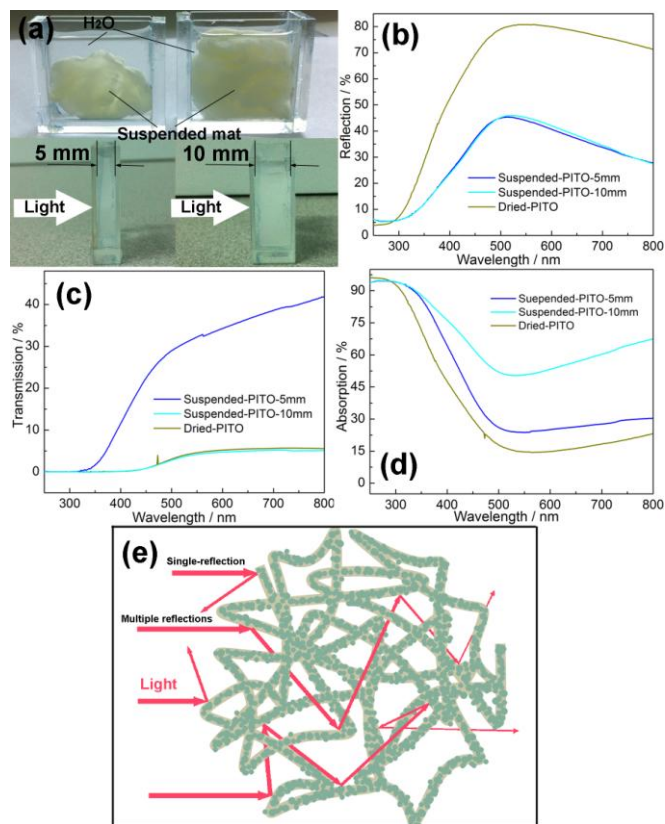 (a)
H₂O
Suspended mat
5 mm
10 mm
Light
Light
(b)
Reflection / %
90
80
70
60
50
40
30
20
10
0
Suspended-PITO-5mm
Suspended-PITO-10mm
Dried-PITO
300 400 500 600 700 800
Wavelength / nm
(c)
Transmission / %
40
30
20
10
0
Suspended-PITO-5mm
Suspended-PITO-10mm
Dried-PITO
300 400 500 600 700 800
Wavelength / nm
(d)
Absorption / %
90
75
60
45
30
15
Suepended-PITO-5mm
Suspended-PITO-10mm
Dried-PITO
300 400 500 600 700 800
Wavelength / nm
(e)
Single-reflection
Multiple reflections
Light